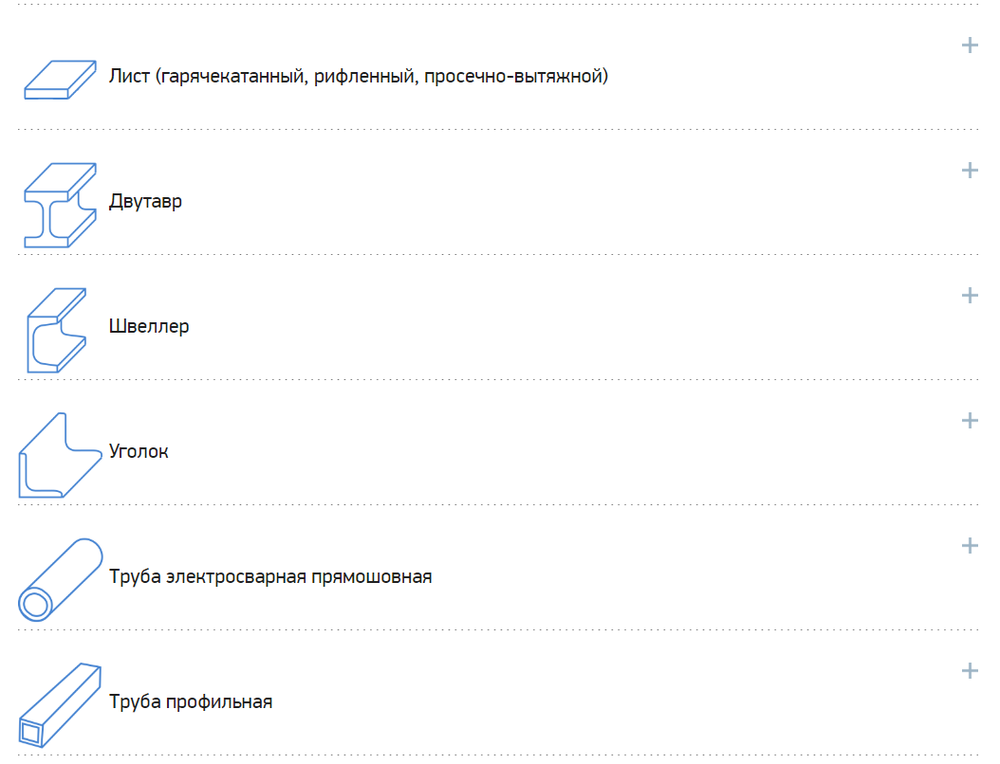 Лист (гарячекатанный, рифленный, просечно-вытяжной)
Двутавр
Швеллер
Уголок
Труба электросварная прямошовная
Труба профильная